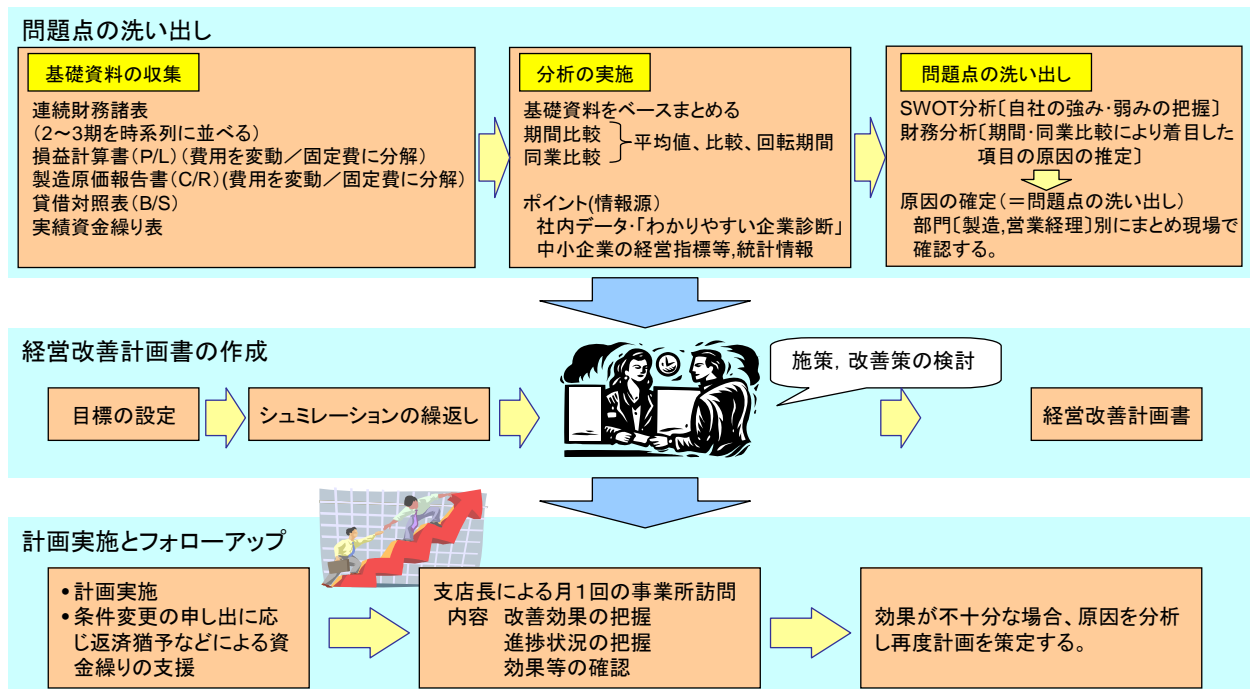 問題点の洗い出し
基礎資料の収集
連続財務諸表
(2～3期を時系列に並べる)
損益計算書(P/L)(費用を変動／固定費に分解)
製造原価報告書(C/R)(費用を変動／固定費に分解)
貸借対照表(B/S)
実績資金繰り表
分析の実施
基礎資料をベースまとめる
期間比較
同業比較
平均値、比較、回転期間
ポイント(情報源)
社内データ・「わかりやすい企業診断」
中小企業の経営指標等,統計情報
問題点の洗い出し
SWOT分析〔自社の強み・弱みの把握〕
財務分析〔期間・同業比較により着目した
項目の原因の推定〕
原因の確定(＝問題点の洗い出し)
部門〔製造,営業経理〕別にまとめ現場で
確認する。
経営改善計画書の作成
目標の設定
シュミレーションの繰返し
施策，改善策の検討
経営改善計画書
計画実施とフォローアップ
•計画実施
•条件変更の申し出に応
じ返済猶予などによる資
金繰りの支援
支店長による月１回の事業所訪問
内容　改善効果の把握
進捗状況の把握
効果等の確認
効果が不十分な場合、原因を分析
し再度計画を策定する。